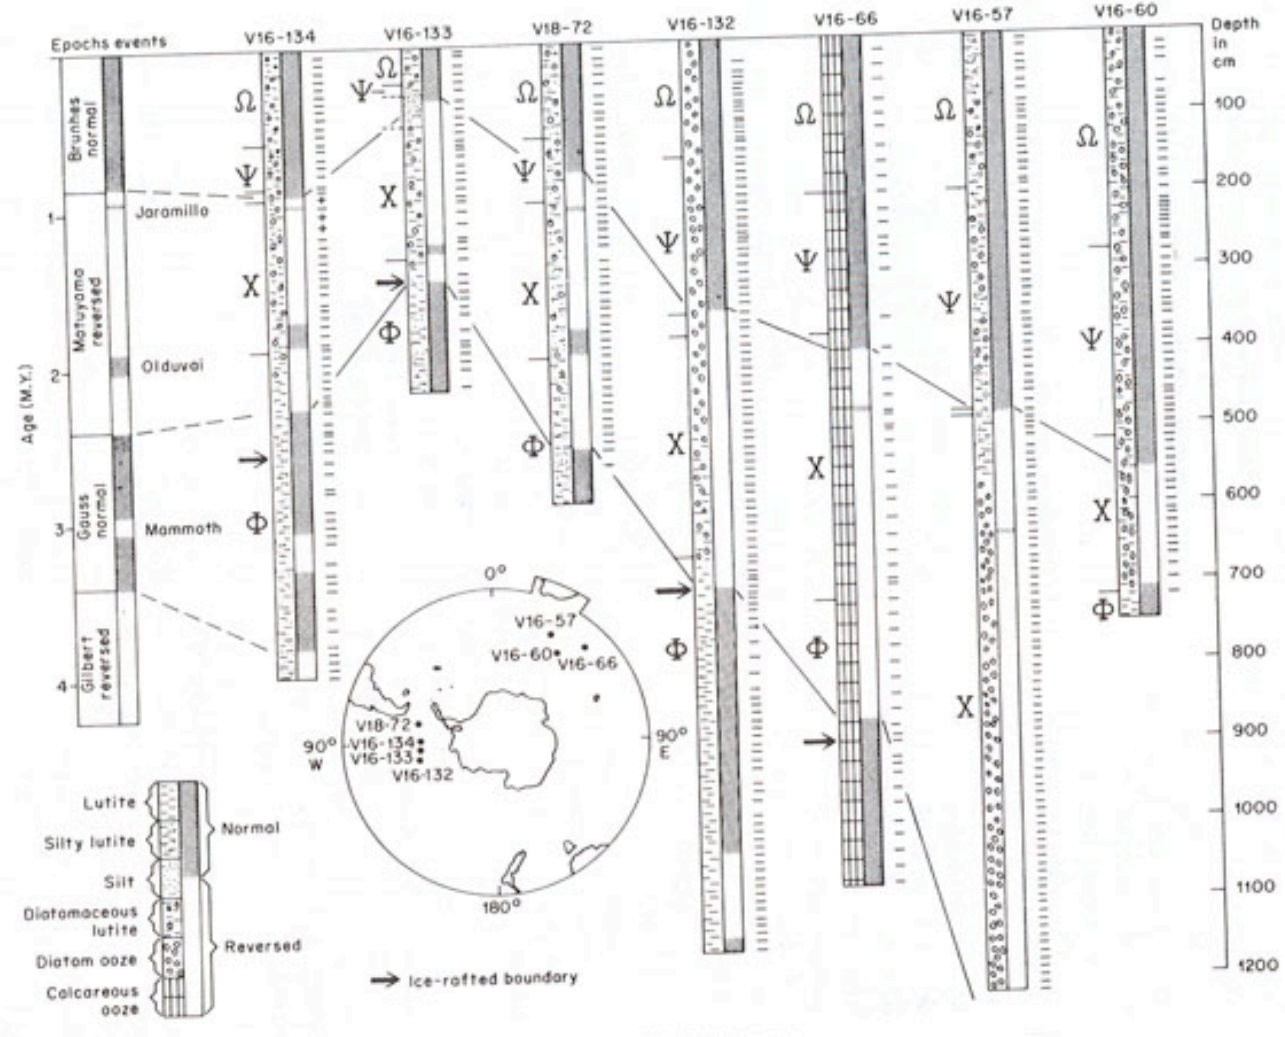 Epochs events
V16-134
V16-133
V18-72
V16-132
V16-66
V16-57
V16-60
Depth
in
cm
Brunhes
normal
Jaramillo
Matuyama
reversed
Olduvai
Gauss
normal
Mammoth
Gilbert
reversed
Age (M.Y.)
1
2
3
4
Ω
Ψ
X
Φ
Ω
Ψ
X
Φ
Ω
Ψ
X
Φ
Ω
Ψ
X
Φ
Ω
Ψ
X
Φ
Ω
Ψ
X
Ω
Ψ
X
Φ
100
200
300
400
500
600
700
800
900
1000
1100
1200
0°
V16-57
V16-60
V16-66
V18-72
V16-134
V16-133
V16-132
90°
W
90°
E
180°
Lutite
Silty lutite
Silt
Diatomaceous
lutite
Diatom ooze
Calcareous
ooze
Normal
Reversed
Ice-rafted boundary